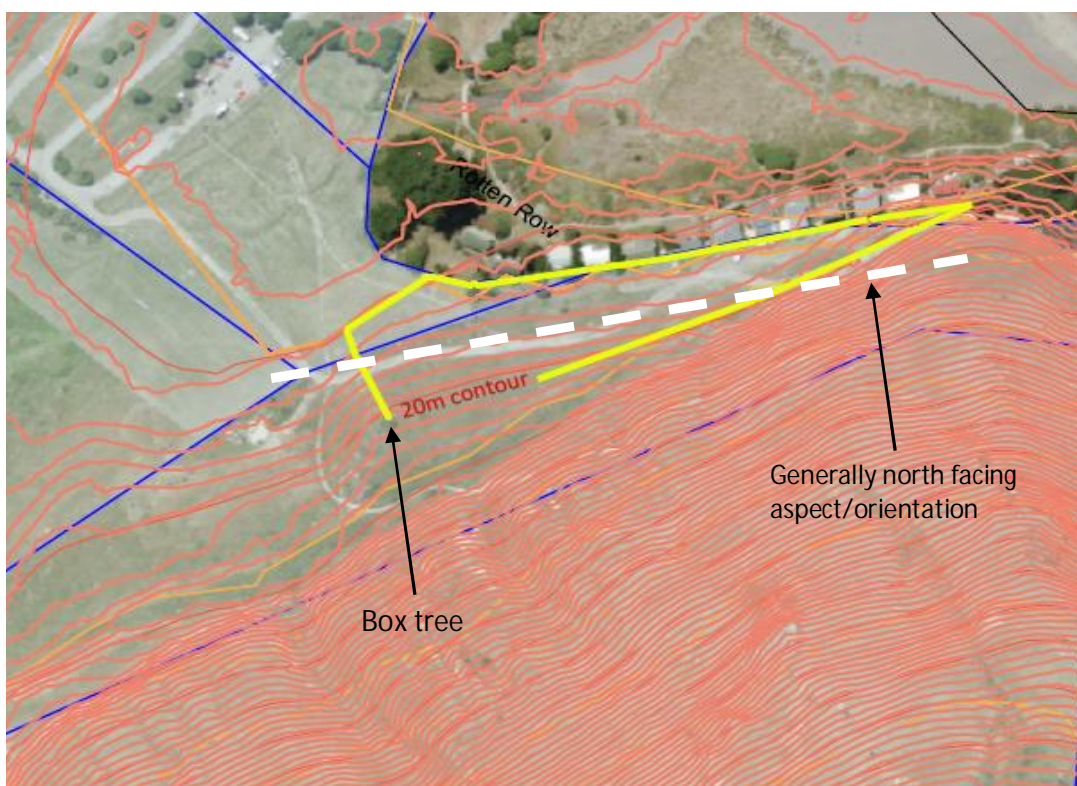 Rotten Row
20m contour
Generally north facing
aspect/orientation
Box tree